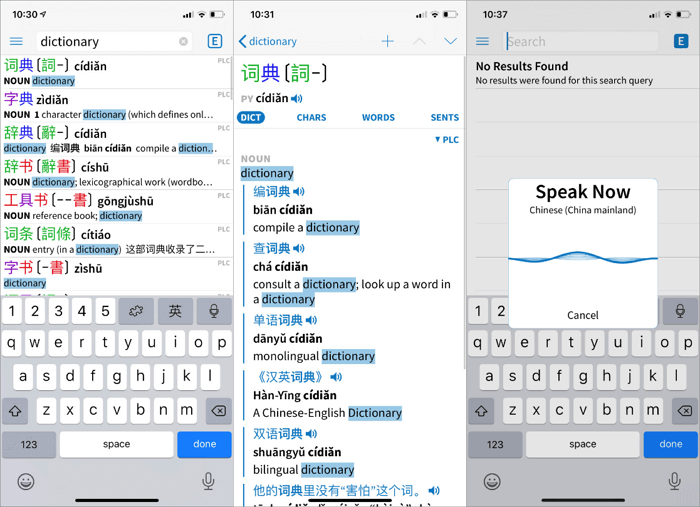 10:30
dictionary
E
词典 (詞-) cídiǎn
PLC
NOUN dictionary
字典 zìdiǎn
PLC
NOUN 1 character dictionary (which defines onl…
辞典 (辭-) cídiǎn
PLC
dictionary 编词典 biān cídiǎn compile a diction…
辞书 (辭書) císhū
PLC
NOUN dictionary; lexicographical work (wordbo…
工具书 (--書) gōngjùshū
PLC
NOUN reference book; dictionary
词条 (詞條) cítiáo
PLC
NOUN entry (in a dictionary) 这部词典收录了二…
字书 (-書) zìshū
PLC
dictionary
1 2 3 4 5 英
q w e r t y u i o p
a s d f g h j k l
z x c v b n m
123 space done
10:31
dictionary
词典 (詞-)
PY cídiǎn
DICT CHARS WORDS SENTS
PLC
NOUN
dictionary
编词典
biān cídiǎn
compile a dictionary
查词典
chá cídiǎn
consult a dictionary; look up a word in
a dictionary
单语词典
dānyǔ cídiǎn
monolingual dictionary
《汉英词典》
Hàn-Yīng cídiǎn
A Chinese-English Dictionary
双语词典
shuāngyǔ cídiǎn
bilingual dictionary
他的词典里没有“害怕”这个词。
10:37
Search
E
No Results Found
No results were found for this search query
Speak Now
Chinese (China mainland)
Cancel
1 2
q w e r t y u i o p
a s d f g h j k l
z x c v b n m
123 space done